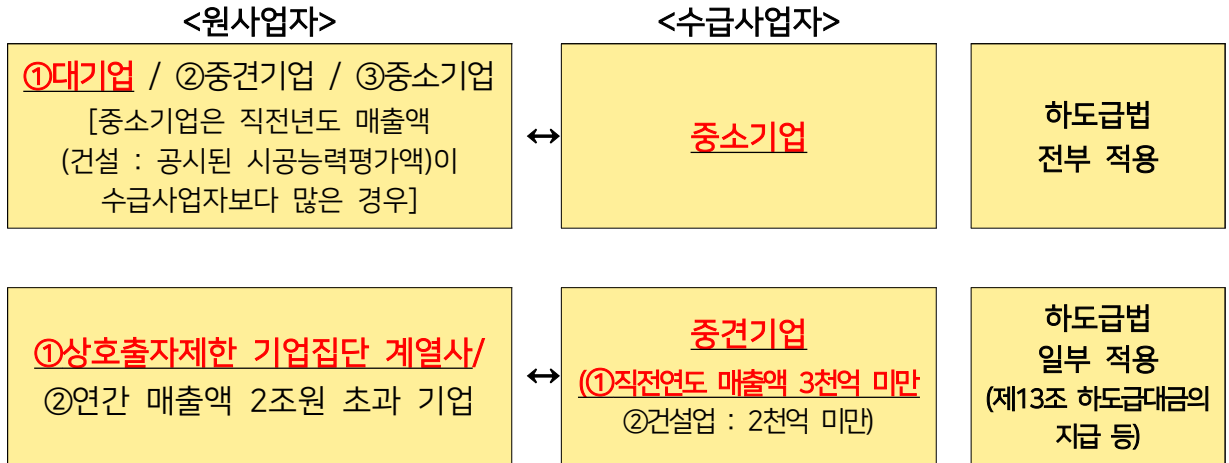 <원사업자>
<수급사업자>
①대기업 / ②중견기업 / ③중소기업
[중소기업은 직전년도 매출액
(건설 : 공시된 시공능력평가액)이
수급사업자보다 많은 경우]
↔
중소기업
하도급법
전부 적용
①상호출자제한 기업집단 계열사/
②연간 매출액 2조원 초과 기업
↔
중견기업
(①직전연도 매출액 3천억 미만
②건설업 : 2천억 미만)
하도급법
일부 적용
(제13조 하도급대금의
지급 등)